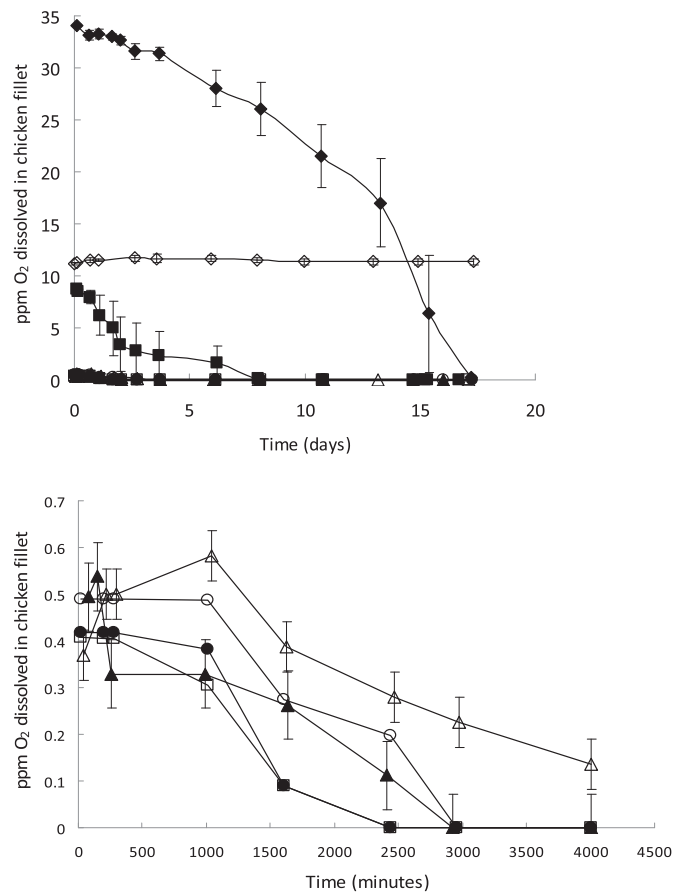 ppm O₂ dissolved in chicken fillet
35
30
25
20
15
10
5
0
0 5 10 15 20
Time (days)
ppm O₂ dissolved in chicken fillet
0.7
0.6
0.5
0.4
0.3
0.2
0.1
0
0 500 1000 1500 2000 2500 3000 3500 4000 4500
Time (minutes)